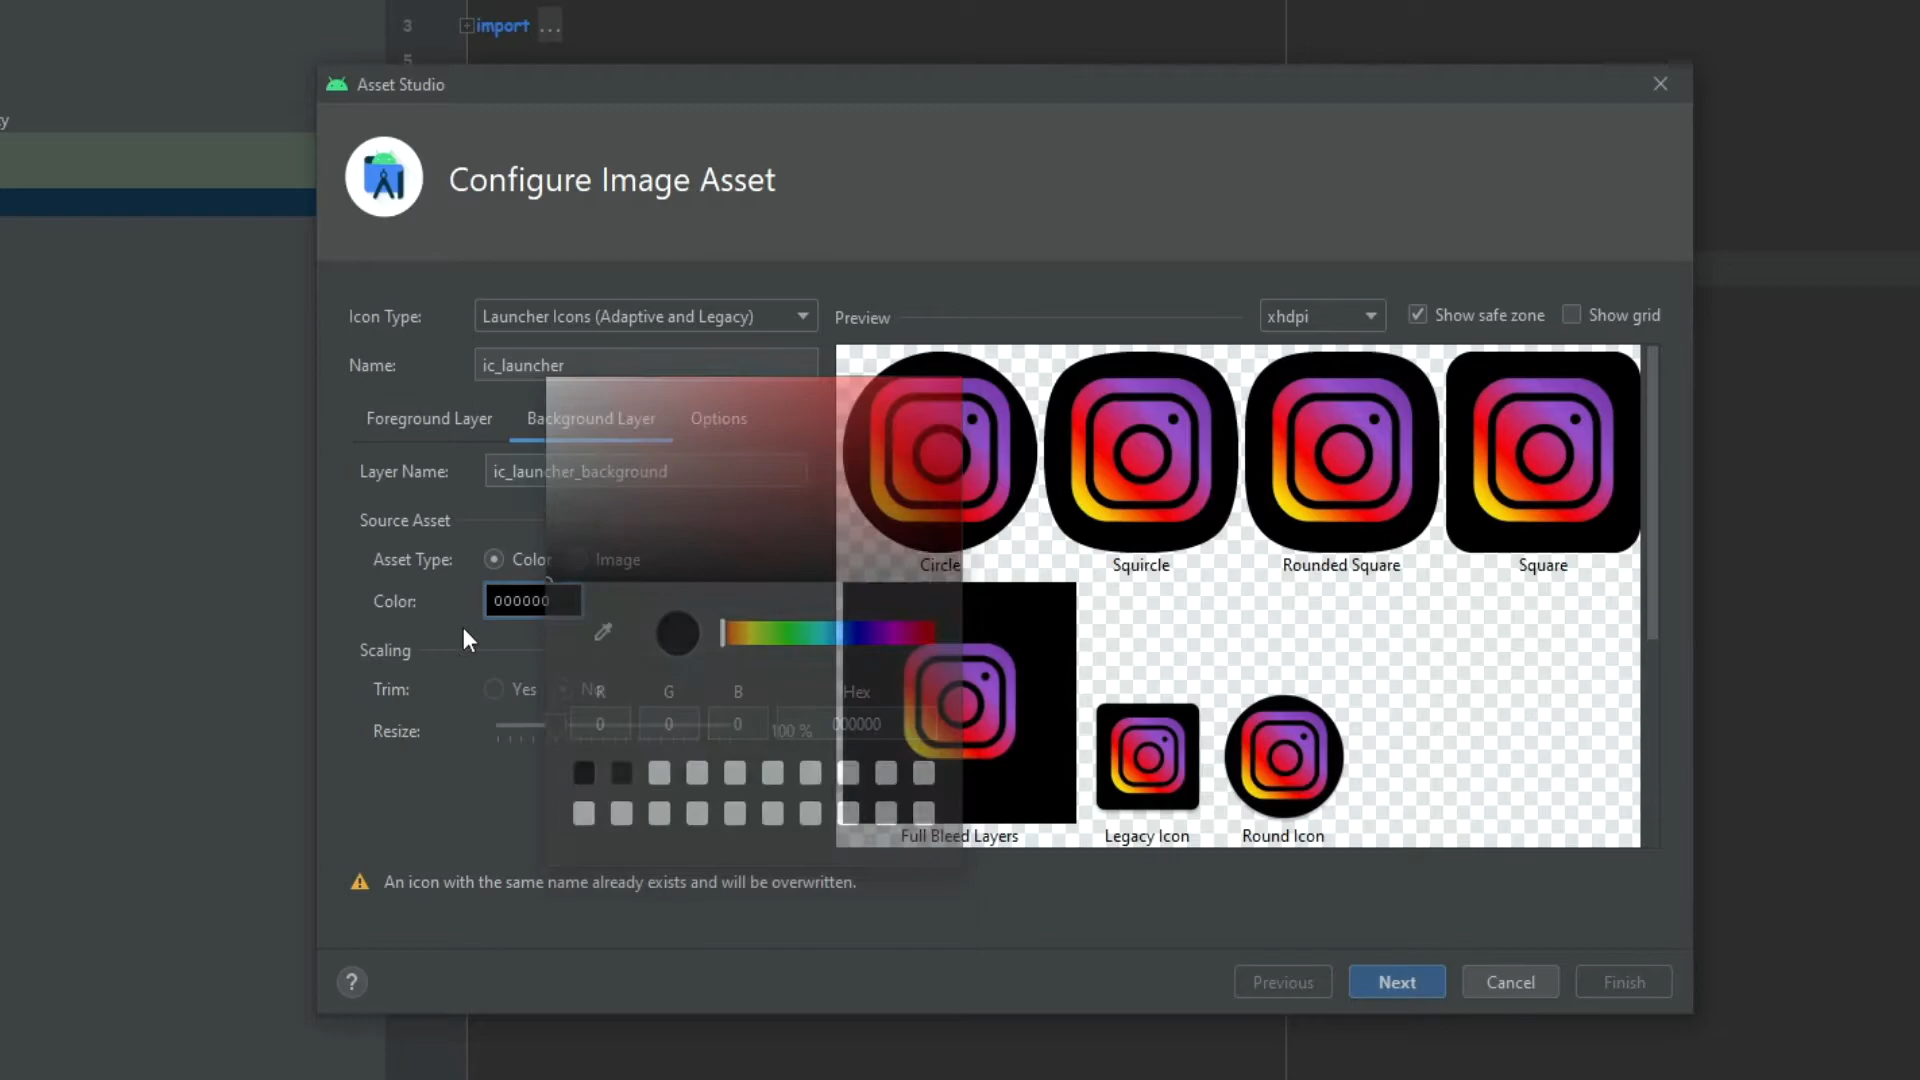 3 import ...
5
Asset Studio
y
Configure Image Asset
Icon Type: Launcher Icons (Adaptive and Legacy)
Preview xhdpi Show safe zone Show grid
Name: ic_launcher
Foreground Layer Background Layer Options
Layer Name: ic_launcher_background
Source Asset
Asset Type: Color Image
Circle Squircle Rounded Square Square
Color: 000000
Scaling
Trim: Yes No
R G B Hex
Resize: 0 0 0 100 % 000000
Full Bleed Layers Legacy Icon Round Icon
An icon with the same name already exists and will be overwritten.
? Previous Next Cancel Finish